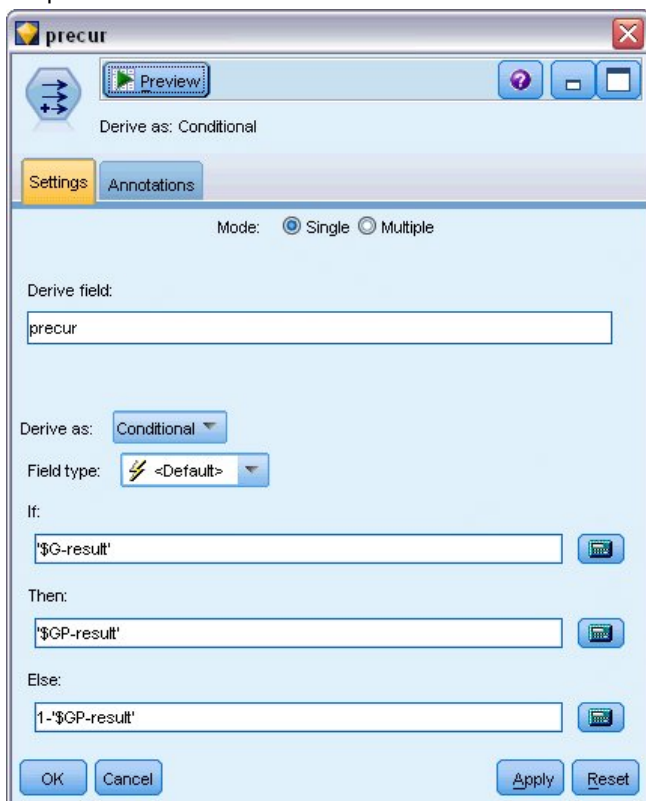 precur
Preview
Derive as: Conditional
Settings Annotations
Mode: Single Multiple
Derive field:
precur
Derive as: Conditional
Field type: <Default>
If:
'$G-result'
Then:
'$GP-result'
Else:
1-'$GP-result'
OK Cancel Apply Reset